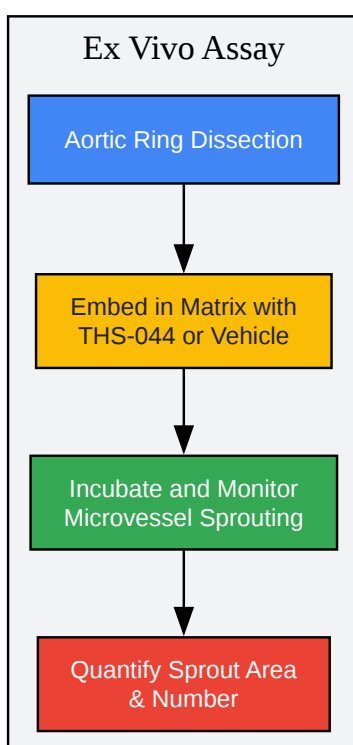 Ex Vivo Assay
Aortic Ring Dissection
Embed in Matrix with
THS-044 or Vehicle
Incubate and Monitor
Microvessel Sprouting
Quantify Sprout Area
& Number